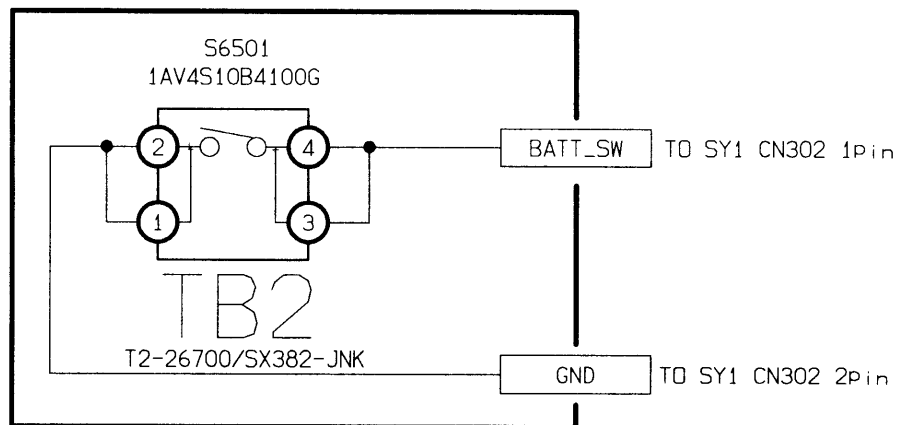 S6501
1AV4S10B4100G
2 4
BATT_SW TO SY1 CN302 1Pin
1 3
TB2
T2-26700/SX382-JNK
GND TO SY1 CN302 2Pin